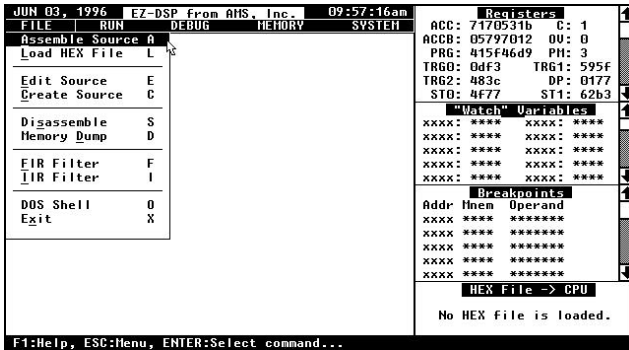 JUN 03, 1996 EZ-DSP from AMS, Inc. 09:57:16am
FILE RUN DEBUG MEMORY SYSTEM
Assemble Source A
Load HEX File L
Edit Source E
Create Source C
Disassemble S
Memory Dump D
FIR Filter F
IIR Filter I
DOS Shell O
Exit X
Registers
ACC: 7170531b C: 1
ACCB: 05797012 OV: 0
PRG: 415f46d9 PM: 3
TRG0: 0df3 TRG1: 595f
TRG2: 483c DP: 0177
ST0: 4f77 ST1: 62b3
"Watch" Variables
xxxx: **** xxxx: ****
xxxx: **** xxxx: ****
xxxx: **** xxxx: ****
xxxx: **** xxxx: ****
xxxx: **** xxxx: ****
Breakpoints
Addr Mnem Operand
xxxx **** *******
xxxx **** *******
xxxx **** *******
xxxx **** *******
xxxx **** *******
HEX File -> CPU
No HEX file is loaded.
F1:Help, ESC:Menu, ENTER:Select command...